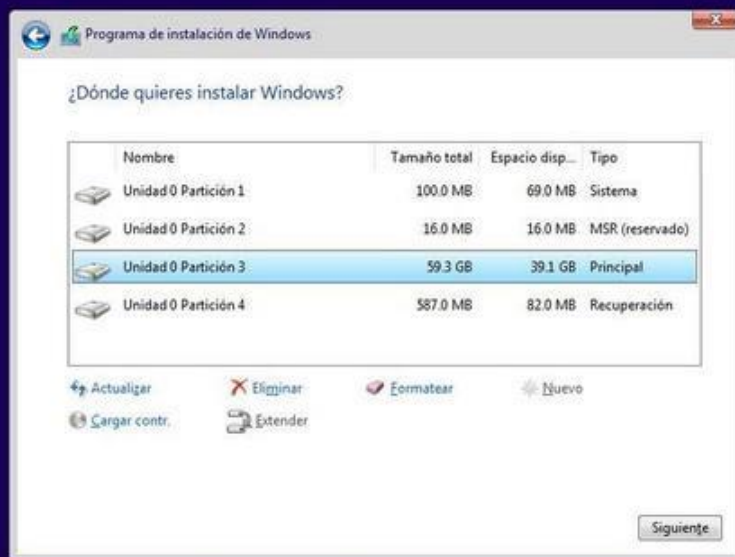 Programa de instalación de Windows
¿Dónde quieres instalar Windows?
Nombre Tamaño total Espacio disp... Tipo
Unidad 0 Partición 1 100.0 MB 69.0 MB Sistema
Unidad 0 Partición 2 16.0 MB 16.0 MB MSR (reservado)
Unidad 0 Partición 3 59.3 GB 39.1 GB Principal
Unidad 0 Partición 4 587.0 MB 82.0 MB Recuperación
Actualizar Eliminar Formatear Nuevo
Cargar contr. Extender
Siguiente